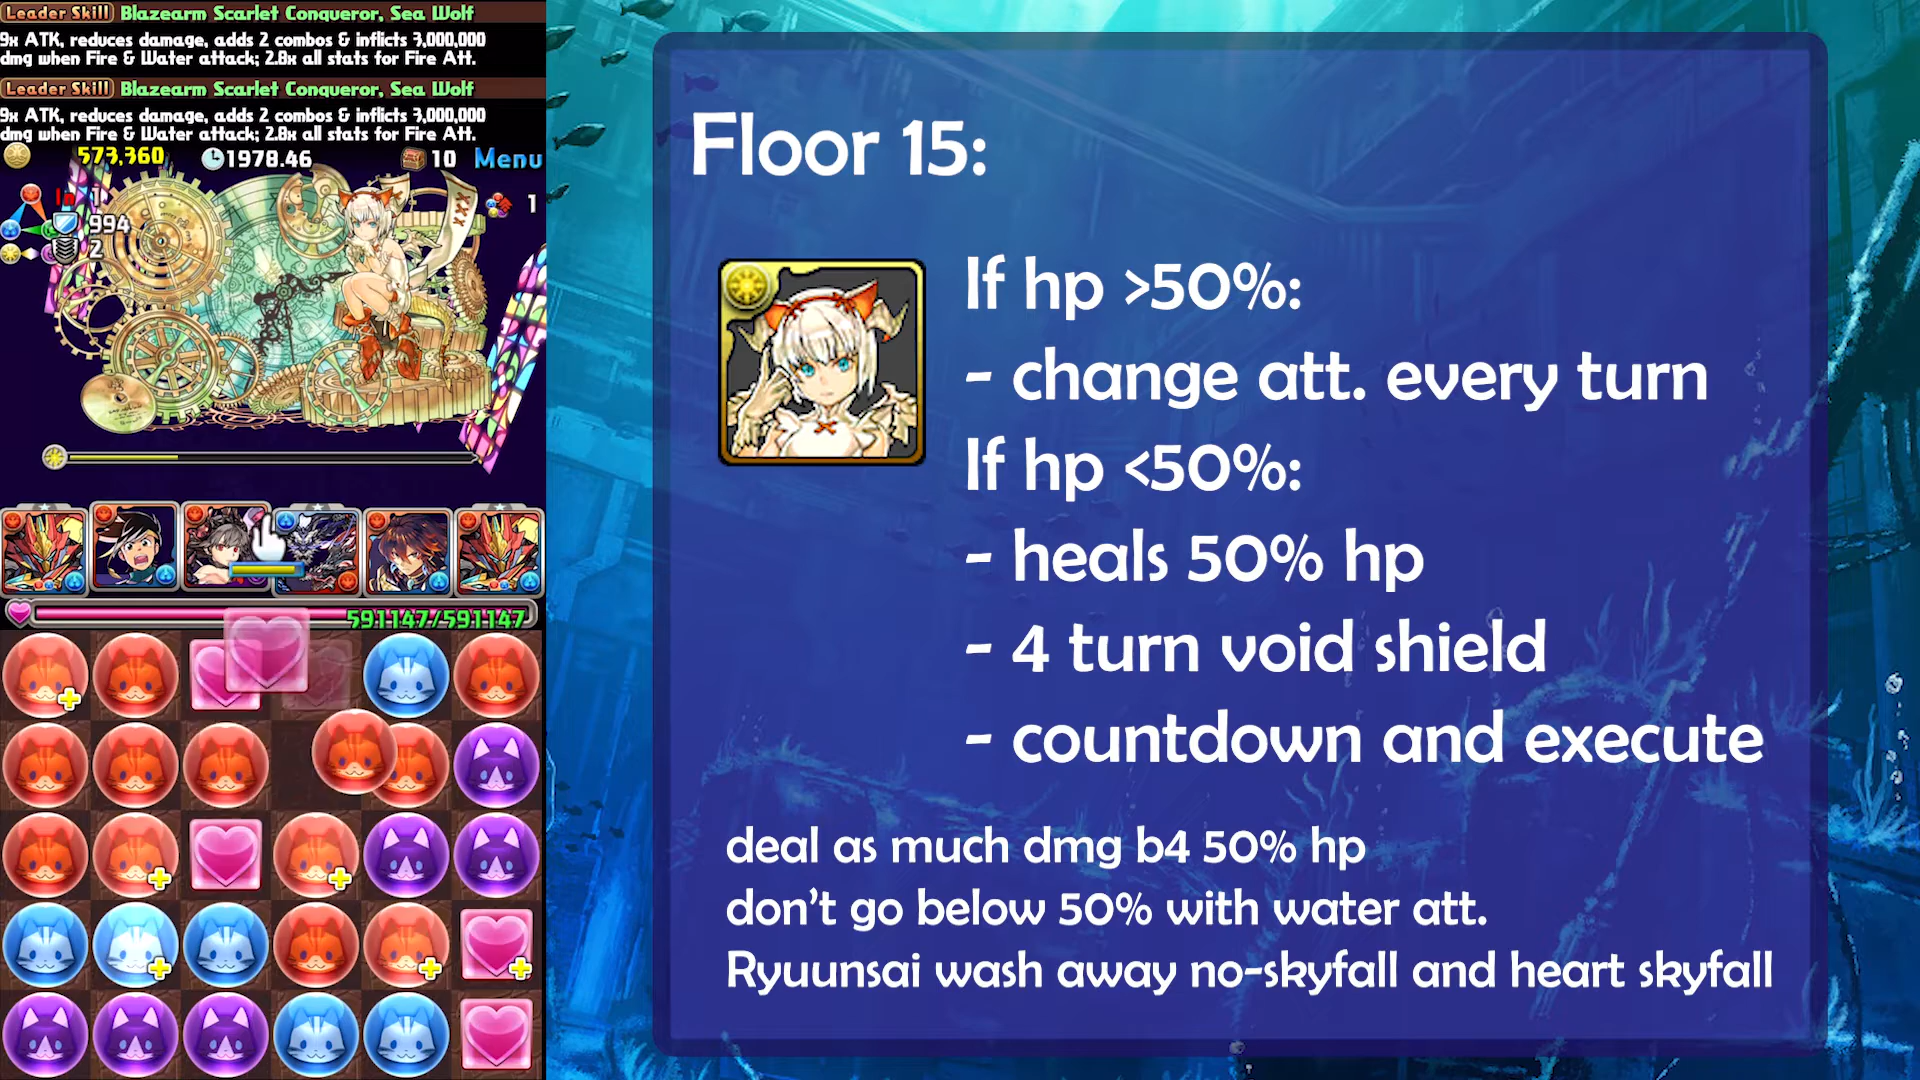 Leader Skill Blazearm Scarlet Conqueror, Sea Wolf
9x ATK, reduces damage, adds 2 combos & inflicts 3,000,000
dmg when Fire & Water attack; 2.8x all stats for Fire Att.
Leader Skill Blazearm Scarlet Conqueror, Sea Wolf
9x ATK, reduces damage, adds 2 combos & inflicts 3,000,000
dmg when Fire & Water attack; 2.8x all stats for Fire Att.
573,360 1978.46 10 Menu
In 1
994
2
1
591147/591147
Floor 15:
If hp >50%:
- change att. every turn
If hp <50%:
- heals 50% hp
- 4 turn void shield
- countdown and execute
deal as much dmg b4 50% hp
don't go below 50% with water att.
Ryuunsai wash away no-skyfall and heart skyfall